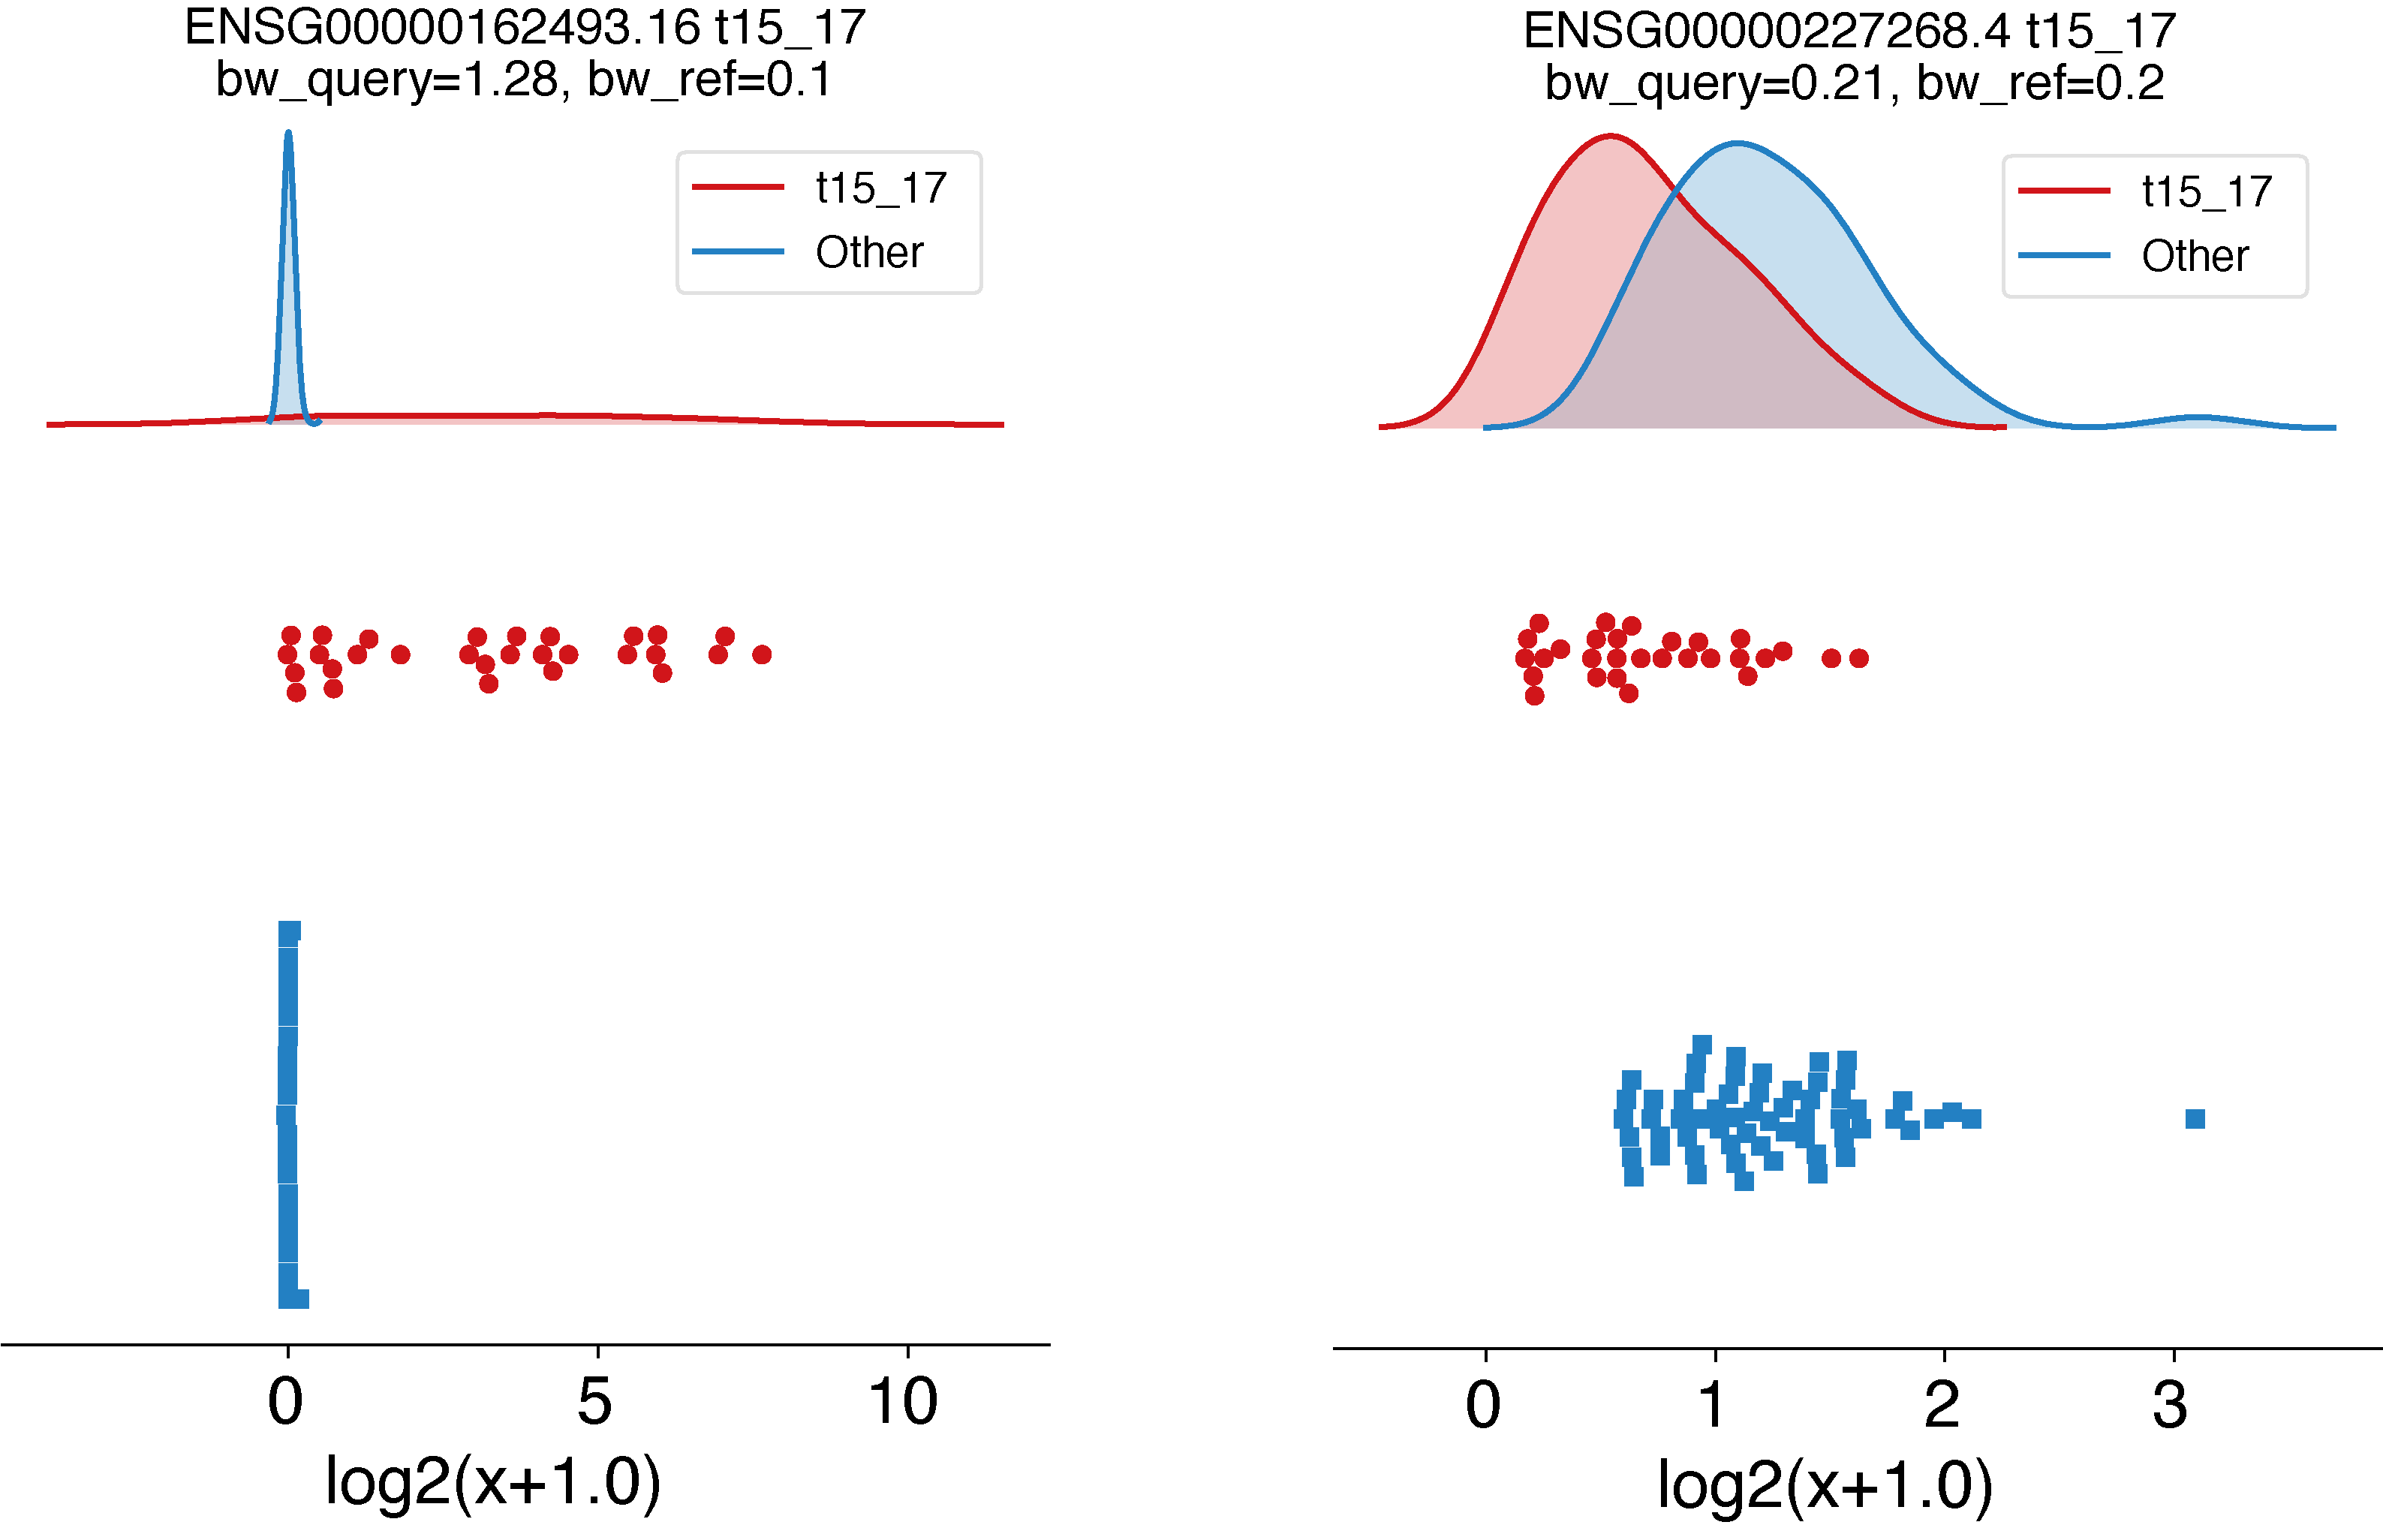 ENSG00000162493.16 t15_17
bw_query=1.28, bw_ref=0.1
t15_17
Other
0 5 10
log2(x+1.0)
ENSG00000227268.4 t15_17
bw_query=0.21, bw_ref=0.2
t15_17
Other
0 1 2 3
log2(x+1.0)